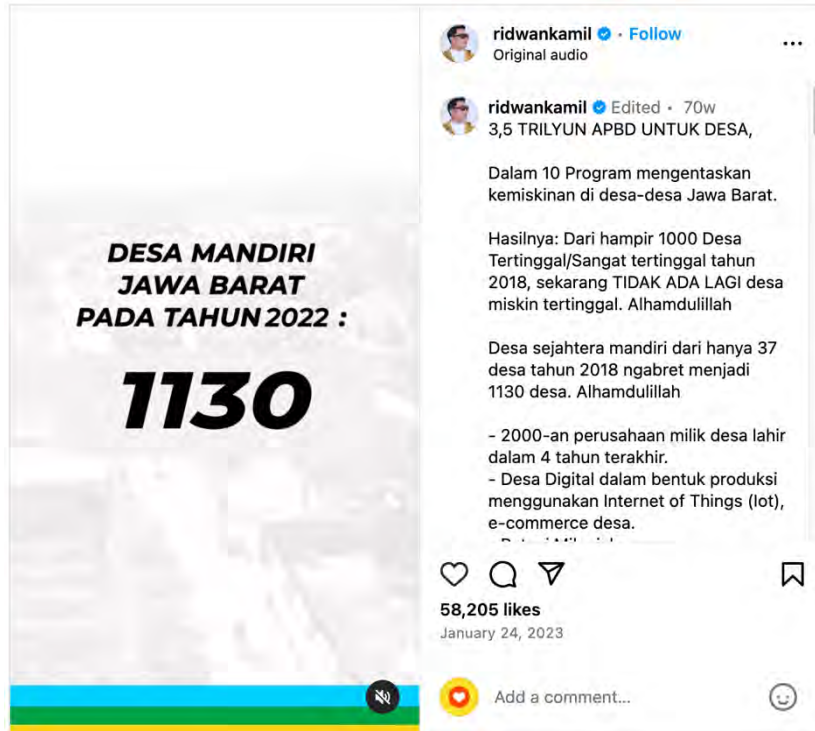 DESA MANDIRI
JAWA BARAT
PADA TAHUN 2022 :
1130
ridwankamil · Follow
Original audio
ridwankamil Edited · 70w
3,5 TRILYUN APBD UNTUK DESA,
Dalam 10 Program mengentaskan
kemiskinan di desa-desa Jawa Barat.
Hasilnya: Dari hampir 1000 Desa
Tertinggal/Sangat tertinggal tahun
2018, sekarang TIDAK ADA LAGI desa
miskin tertinggal. Alhamdulillah
Desa sejahtera mandiri dari hanya 37
desa tahun 2018 ngabret menjadi
1130 desa. Alhamdulillah
- 2000-an perusahaan milik desa lahir
dalam 4 tahun terakhir.
- Desa Digital dalam bentuk produksi
menggunakan Internet of Things (Iot),
e-commerce desa.
58,205 likes
January 24, 2023
Add a comment...